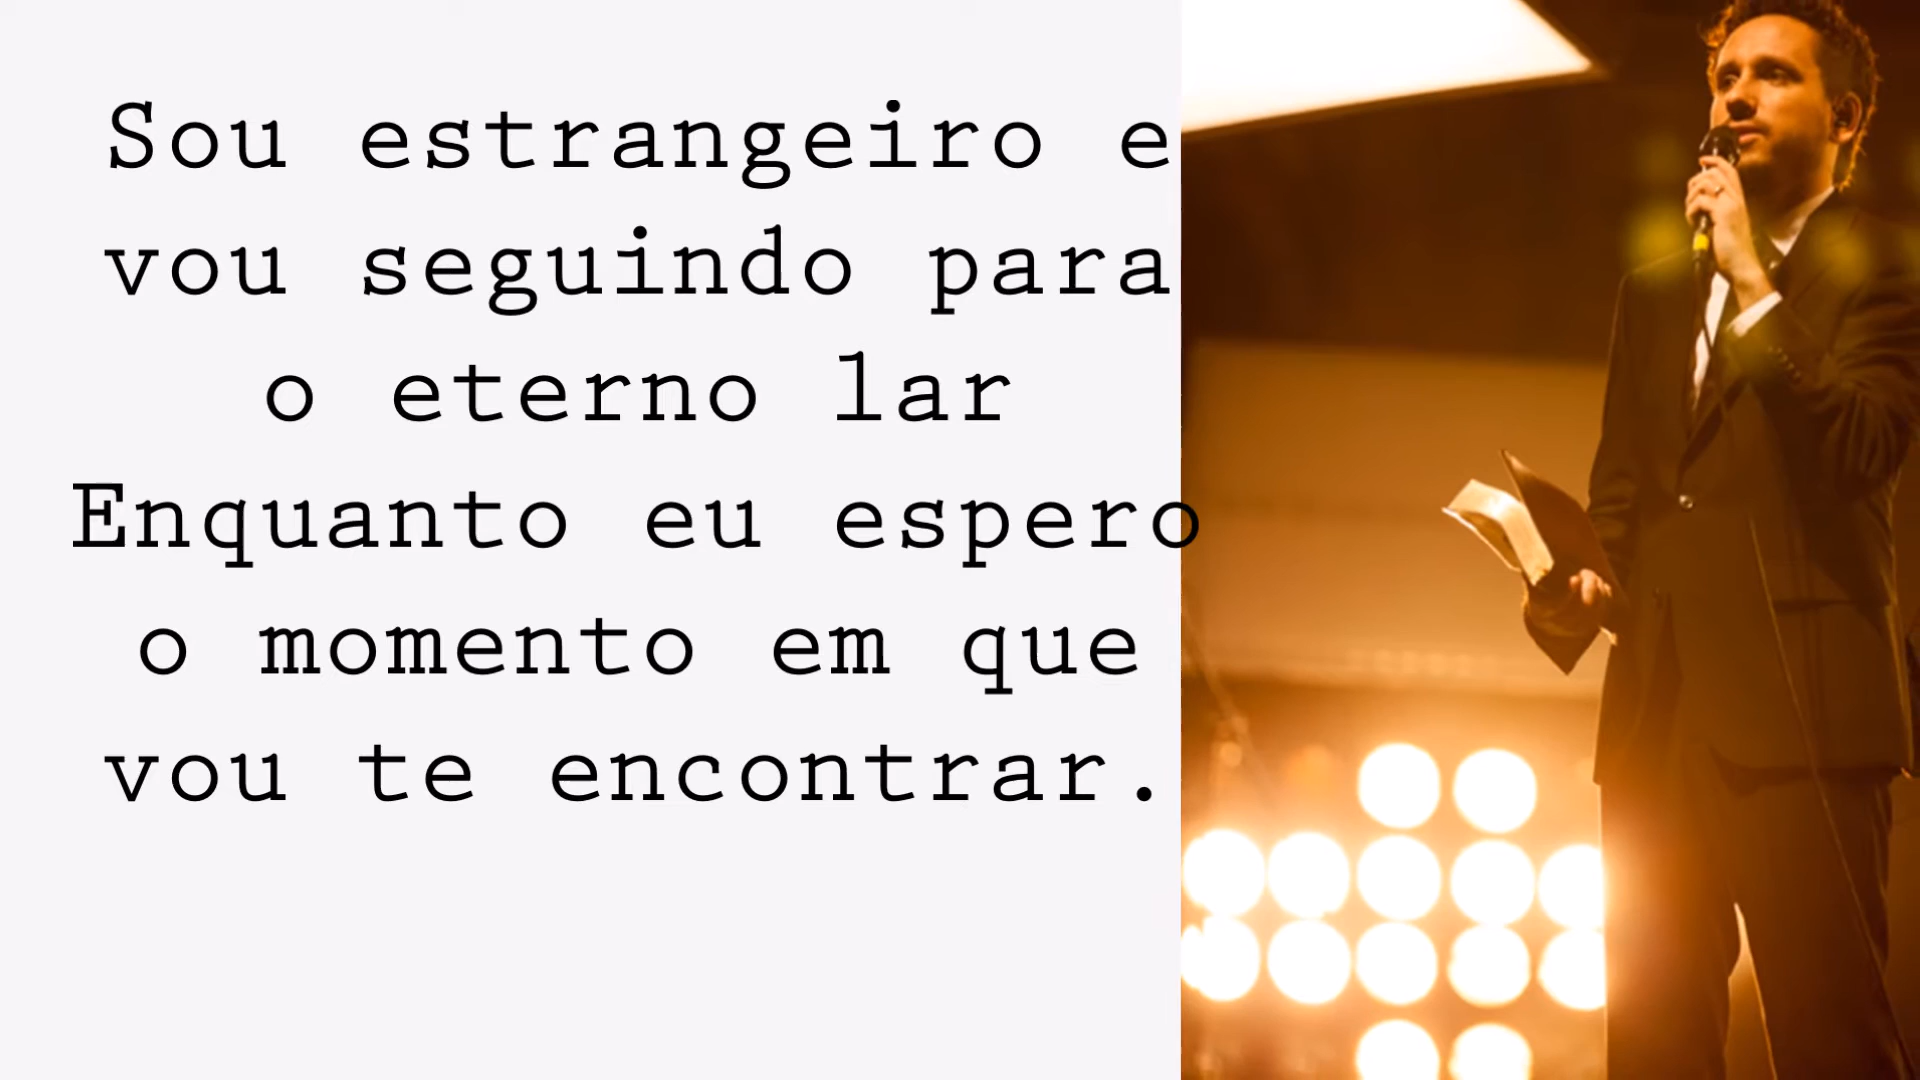 Sou estrangeiro e
vou seguindo para
o eterno lar
Enquanto eu espero
o momento em que
vou te encontrar.